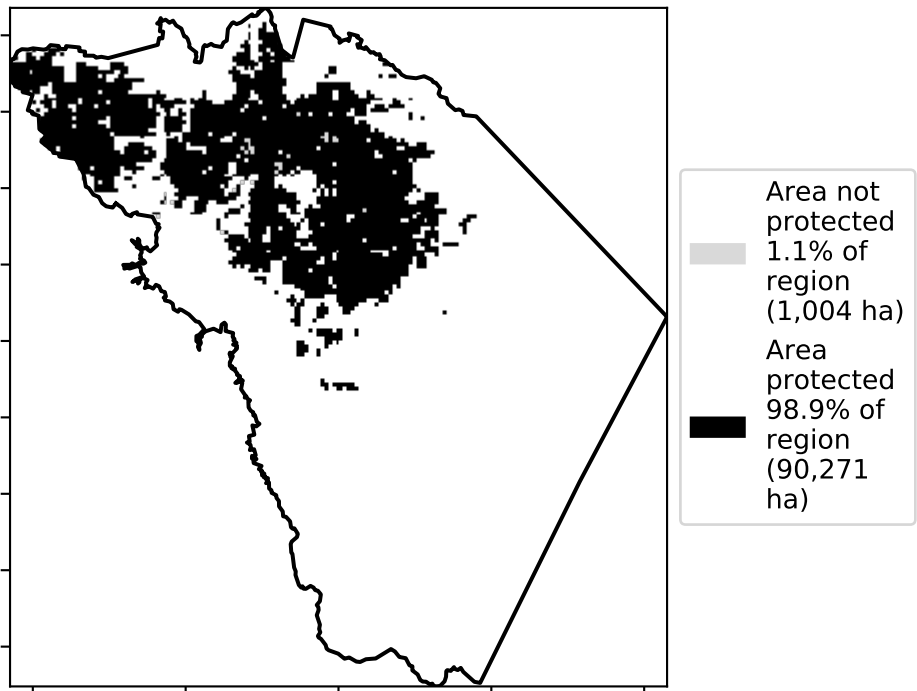 Area not
protected
1.1% of
region
(1,004 ha)
Area
protected
98.9% of
region
(90,271
ha)